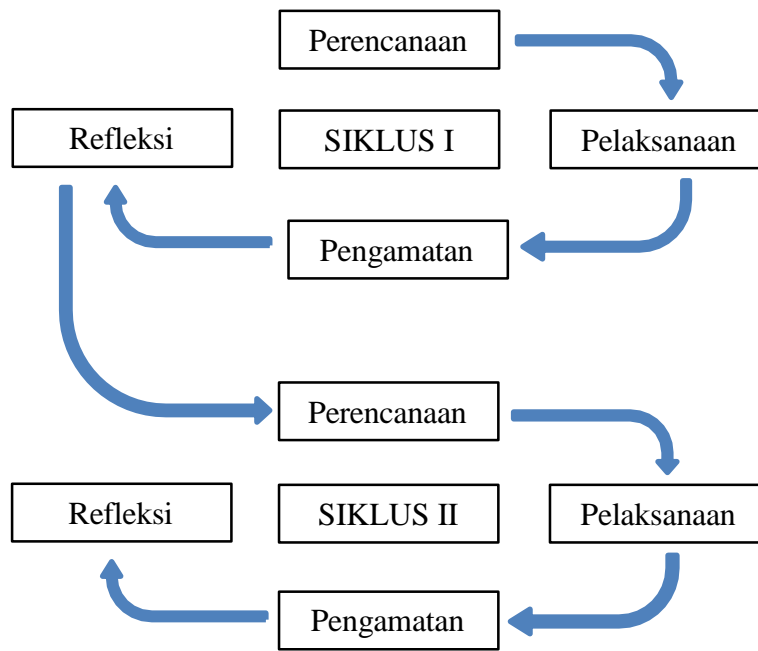 Perencanaan
Refleksi
SIKLUS I
Pelaksanaan
Pengamatan
Perencanaan
Refleksi
SIKLUS II
Pelaksanaan
Pengamatan